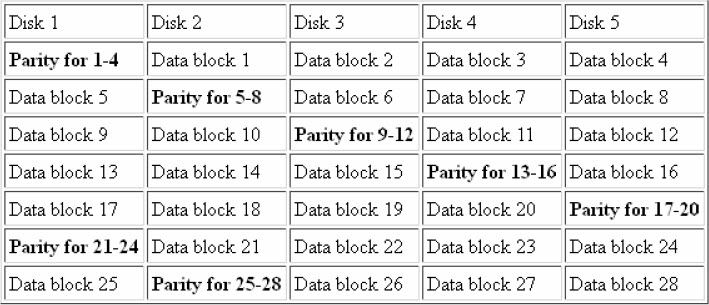 Disk 1 Disk 2 Disk 3 Disk 4 Disk 5
Parity for 1-4 Data block 1 Data block 2 Data block 3 Data block 4
Data block 5 Parity for 5-8 Data block 6 Data block 7 Data block 8
Data block 9 Data block 10 Parity for 9-12 Data block 11 Data block 12
Data block 13 Data block 14 Data block 15 Parity for 13-16 Data block 16
Data block 17 Data block 18 Data block 19 Data block 20 Parity for 17-20
Parity for 21-24 Data block 21 Data block 22 Data block 23 Data block 24
Data block 25 Parity for 25-28 Data block 26 Data block 27 Data block 28